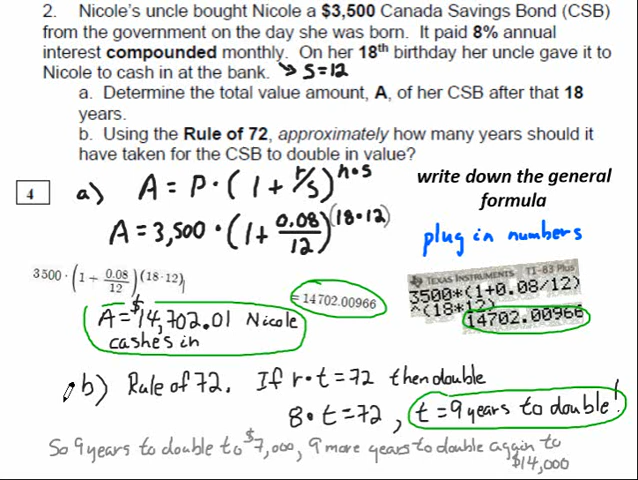 2. Nicole's uncle bought Nicole a $3,500 Canada Savings Bond (CSB)
from the government on the day she was born. It paid 8% annual
interest compounded monthly. On her 18th birthday her uncle gave it to
Nicole to cash in at the bank. ↘ S=12
a. Determine the total value amount, A, of her CSB after that 18
years.
b. Using the Rule of 72, approximately how many years should it
have taken for the CSB to double in value?
4
a) A = P · (1 + r/s)^n·s
write down the general
formula
A = 3,500 · (1 + 0.08/12)^(18·12)
plug in numbers
3500 · (1 + 0.08/12)^(18·12)
= 14702.00966
TEXAS INSTRUMENTS TI-83 Plus
3500*(1+0.08/12)
^(18*12)
14702.00966
A = $14,702.01 Nicole
cashes in
b) Rule of 72. If r·t = 72 then double
8·t = 72, t = 9 years to double!
So 9 years to double to $7,000, 9 more years to double again to
$14,000